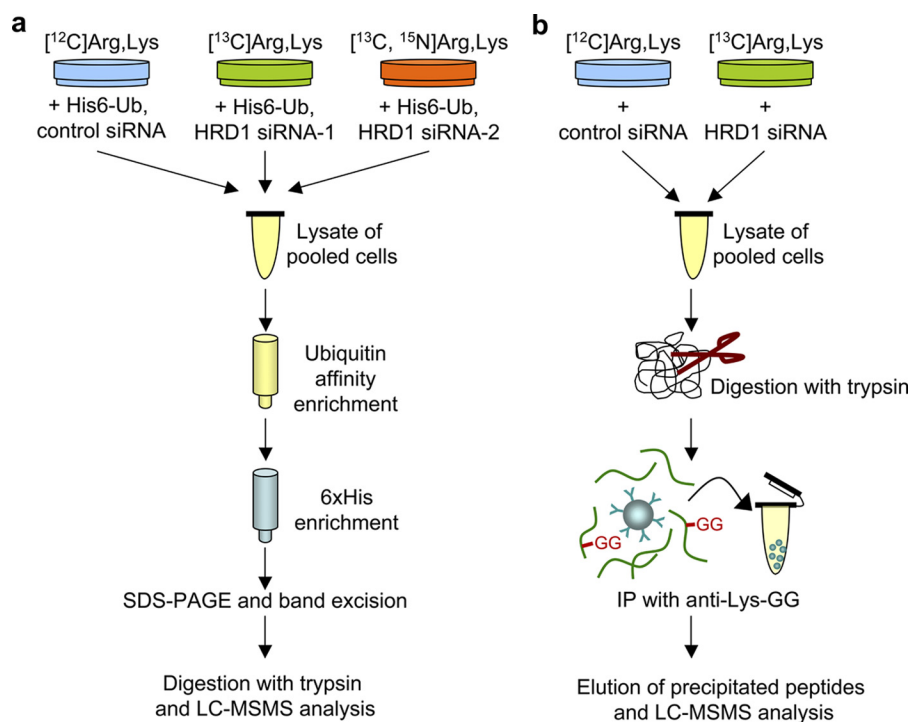 a
[¹²C]Arg,Lys
[¹³C]Arg,Lys
[¹³C, ¹⁵N]Arg,Lys
+ His6-Ub,
control siRNA
+ His6-Ub,
HRD1 siRNA-1
+ His6-Ub,
HRD1 siRNA-2
Lysate of
pooled cells
Ubiquitin
affinity
enrichment
6xHis
enrichment
SDS-PAGE and band excision
Digestion with trypsin
and LC-MSMS analysis
b
[¹²C]Arg,Lys
[¹³C]Arg,Lys
+
control siRNA
+
HRD1 siRNA
Lysate of
pooled cells
Digestion with trypsin
GG
GG
IP with anti-Lys-GG
Elution of precipitated peptides
and LC-MSMS analysis